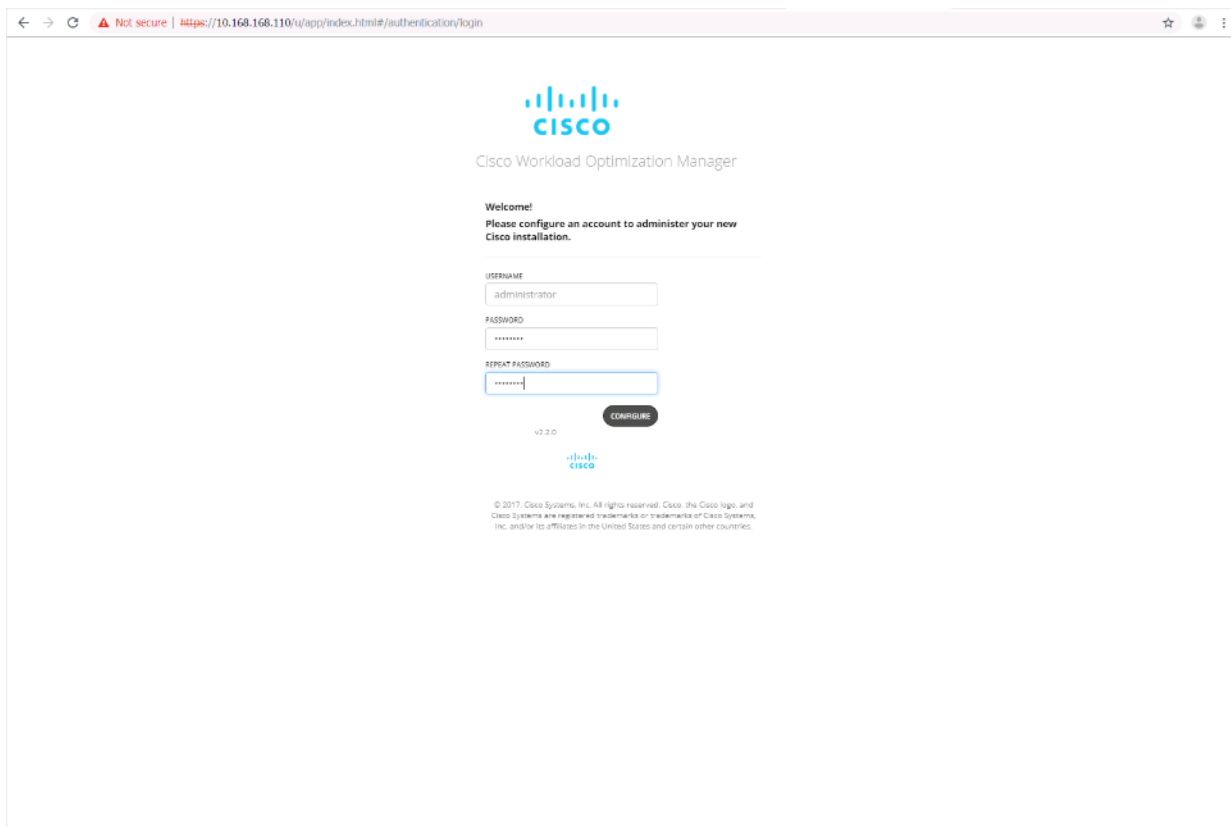 Not secure | https://10.168.168.110/u/app/index.html#/authentication/login
CISCO
Cisco Workload Optimization Manager
Welcome!
Please configure an account to administer your new
Cisco installation.
USERNAME
administrator
PASSWORD
••••••••
REPEAT PASSWORD
••••••••
CONFIGURE
v2.2.0
CISCO
© 2017, Cisco Systems, Inc. All rights reserved. Cisco, the Cisco logo, and
Cisco Systems are registered trademarks or trademarks of Cisco Systems,
Inc. and/or its affiliates in the United States and certain other countries.